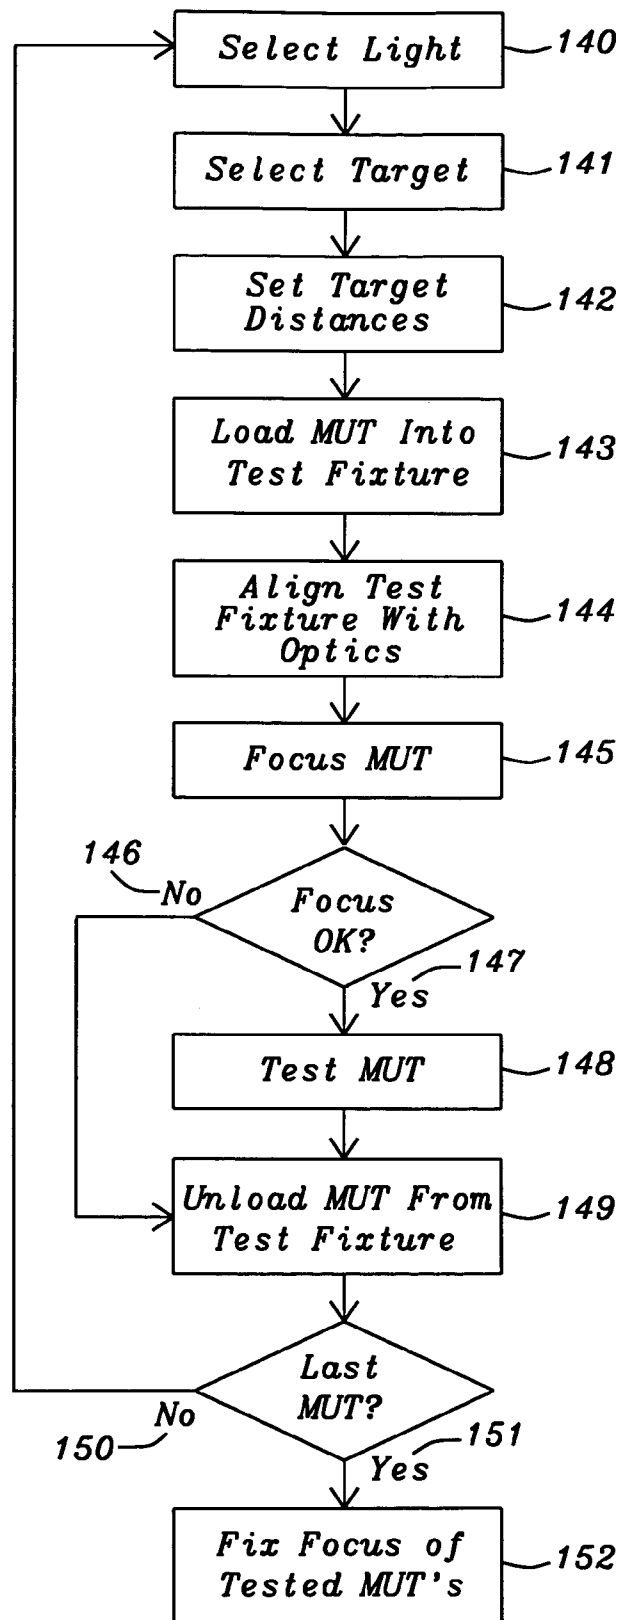 Select Light 140
Select Target 141
Set Target
Distances 142
Load MUT Into
Test Fixture 143
Align Test
Fixture With
Optics 144
Focus MUT 145
146 No
Focus
OK?
147
Yes
Test MUT 148
Unload MUT From
Test Fixture 149
Last
MUT?
No
150
151
Yes
Fix Focus of
Tested MUT's 152